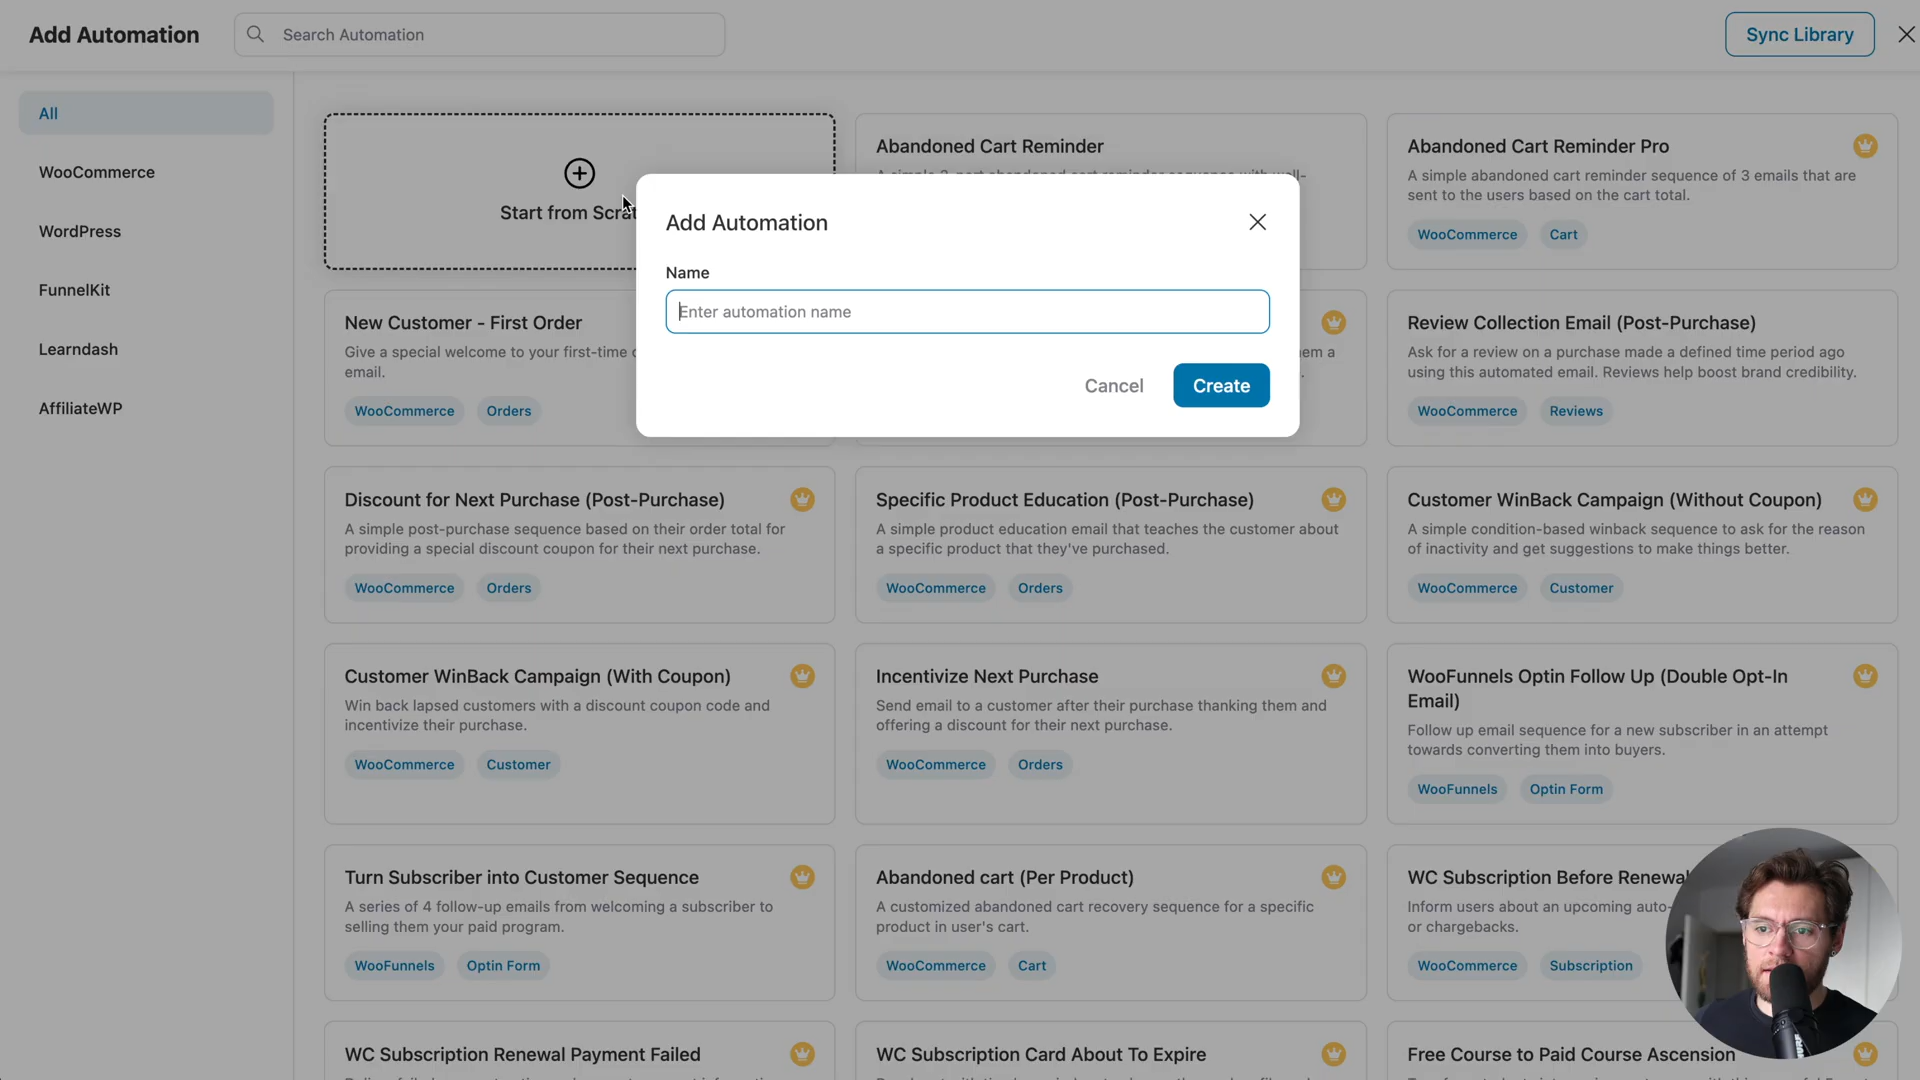 Add Automation
Search Automation
Sync Library
All
WooCommerce
WordPress
FunnelKit
Learndash
AffiliateWP
Start from Scrat
Abandoned Cart Reminder
Abandoned Cart Reminder Pro
A simple abandoned cart reminder sequence of 3 emails that are
sent to the users based on the cart total.
WooCommerce Cart
Add Automation
Name
Enter automation name
Cancel
Create
New Customer - First Order
Give a special welcome to your first-time
email.
WooCommerce Orders
Review Collection Email (Post-Purchase)
Ask for a review on a purchase made a defined time period ago
using this automated email. Reviews help boost brand credibility.
WooCommerce Reviews
Discount for Next Purchase (Post-Purchase)
A simple post-purchase sequence based on their order total for
providing a special discount coupon for their next purchase.
WooCommerce Orders
Specific Product Education (Post-Purchase)
A simple product education email that teaches the customer about
a specific product that they've purchased.
WooCommerce Orders
Customer WinBack Campaign (Without Coupon)
A simple condition-based winback sequence to ask for the reason
of inactivity and get suggestions to make things better.
WooCommerce Customer
Customer WinBack Campaign (With Coupon)
Win back lapsed customers with a discount coupon code and
incentivize their purchase.
WooCommerce Customer
Incentivize Next Purchase
Send email to a customer after their purchase thanking them and
offering a discount for their next purchase.
WooCommerce Orders
WooFunnels Optin Follow Up (Double Opt-In
Email)
Follow up email sequence for a new subscriber in an attempt
towards converting them into buyers.
WooFunnels Optin Form
Turn Subscriber into Customer Sequence
A series of 4 follow-up emails from welcoming a subscriber to
selling them your paid program.
WooFunnels Optin Form
Abandoned cart (Per Product)
A customized abandoned cart recovery sequence for a specific
product in user's cart.
WooCommerce Cart
WC Subscription Before Renewal
Inform users about an upcoming auto-
or chargebacks.
WooCommerce Subscription
WC Subscription Renewal Payment Failed
WC Subscription Card About To Expire
Free Course to Paid Course Ascension